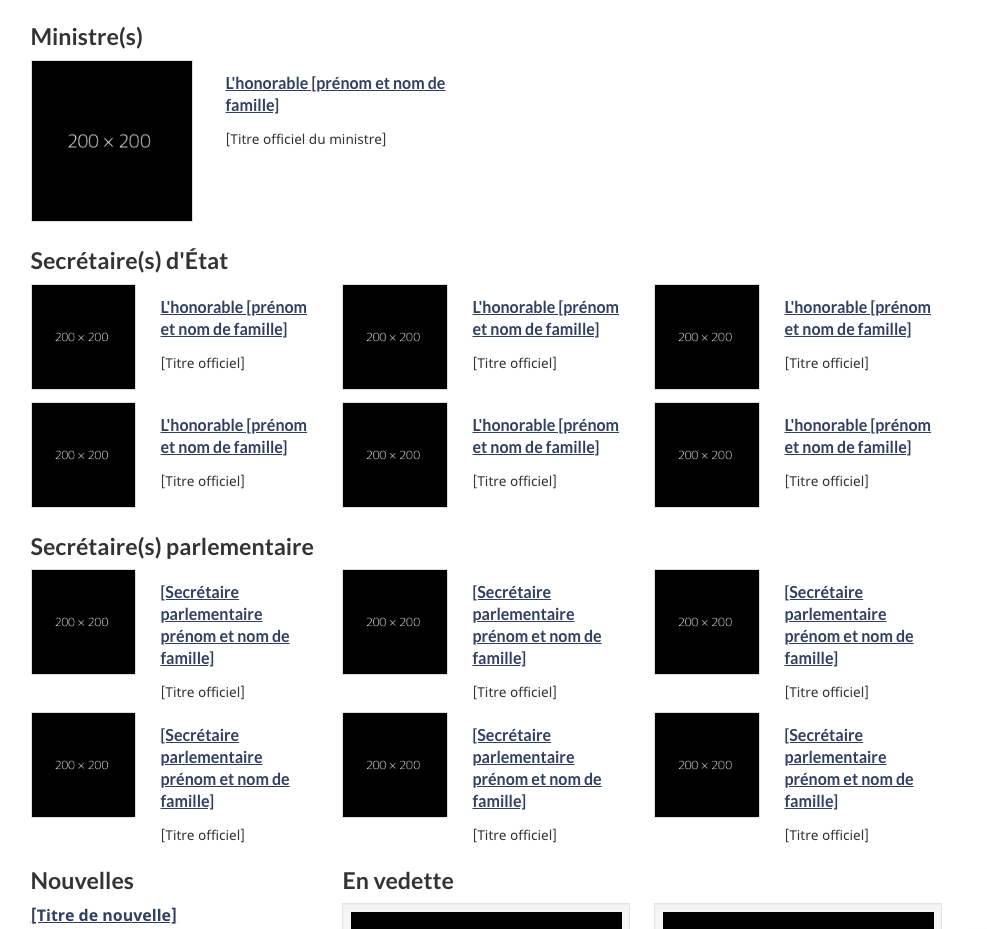 Ministre(s)
200 × 200
L'honorable [prénom et nom de
famille]
[Titre officiel du ministre]
Secrétaire(s) d'État
200 × 200
L'honorable [prénom
et nom de famille]
[Titre officiel]
200 × 200
L'honorable [prénom
et nom de famille]
[Titre officiel]
200 × 200
L'honorable [prénom
et nom de famille]
[Titre officiel]
200 × 200
L'honorable [prénom
et nom de famille]
[Titre officiel]
200 × 200
L'honorable [prénom
et nom de famille]
[Titre officiel]
200 × 200
L'honorable [prénom
et nom de famille]
[Titre officiel]
Secrétaire(s) parlementaire
200 × 200
[Secrétaire
parlementaire
prénom et nom de
famille]
[Titre officiel]
200 × 200
[Secrétaire
parlementaire
prénom et nom de
famille]
[Titre officiel]
200 × 200
[Secrétaire
parlementaire
prénom et nom de
famille]
[Titre officiel]
200 × 200
[Secrétaire
parlementaire
prénom et nom de
famille]
[Titre officiel]
200 × 200
[Secrétaire
parlementaire
prénom et nom de
famille]
[Titre officiel]
200 × 200
[Secrétaire
parlementaire
prénom et nom de
famille]
[Titre officiel]
Nouvelles
[Titre de nouvelle]
En vedette